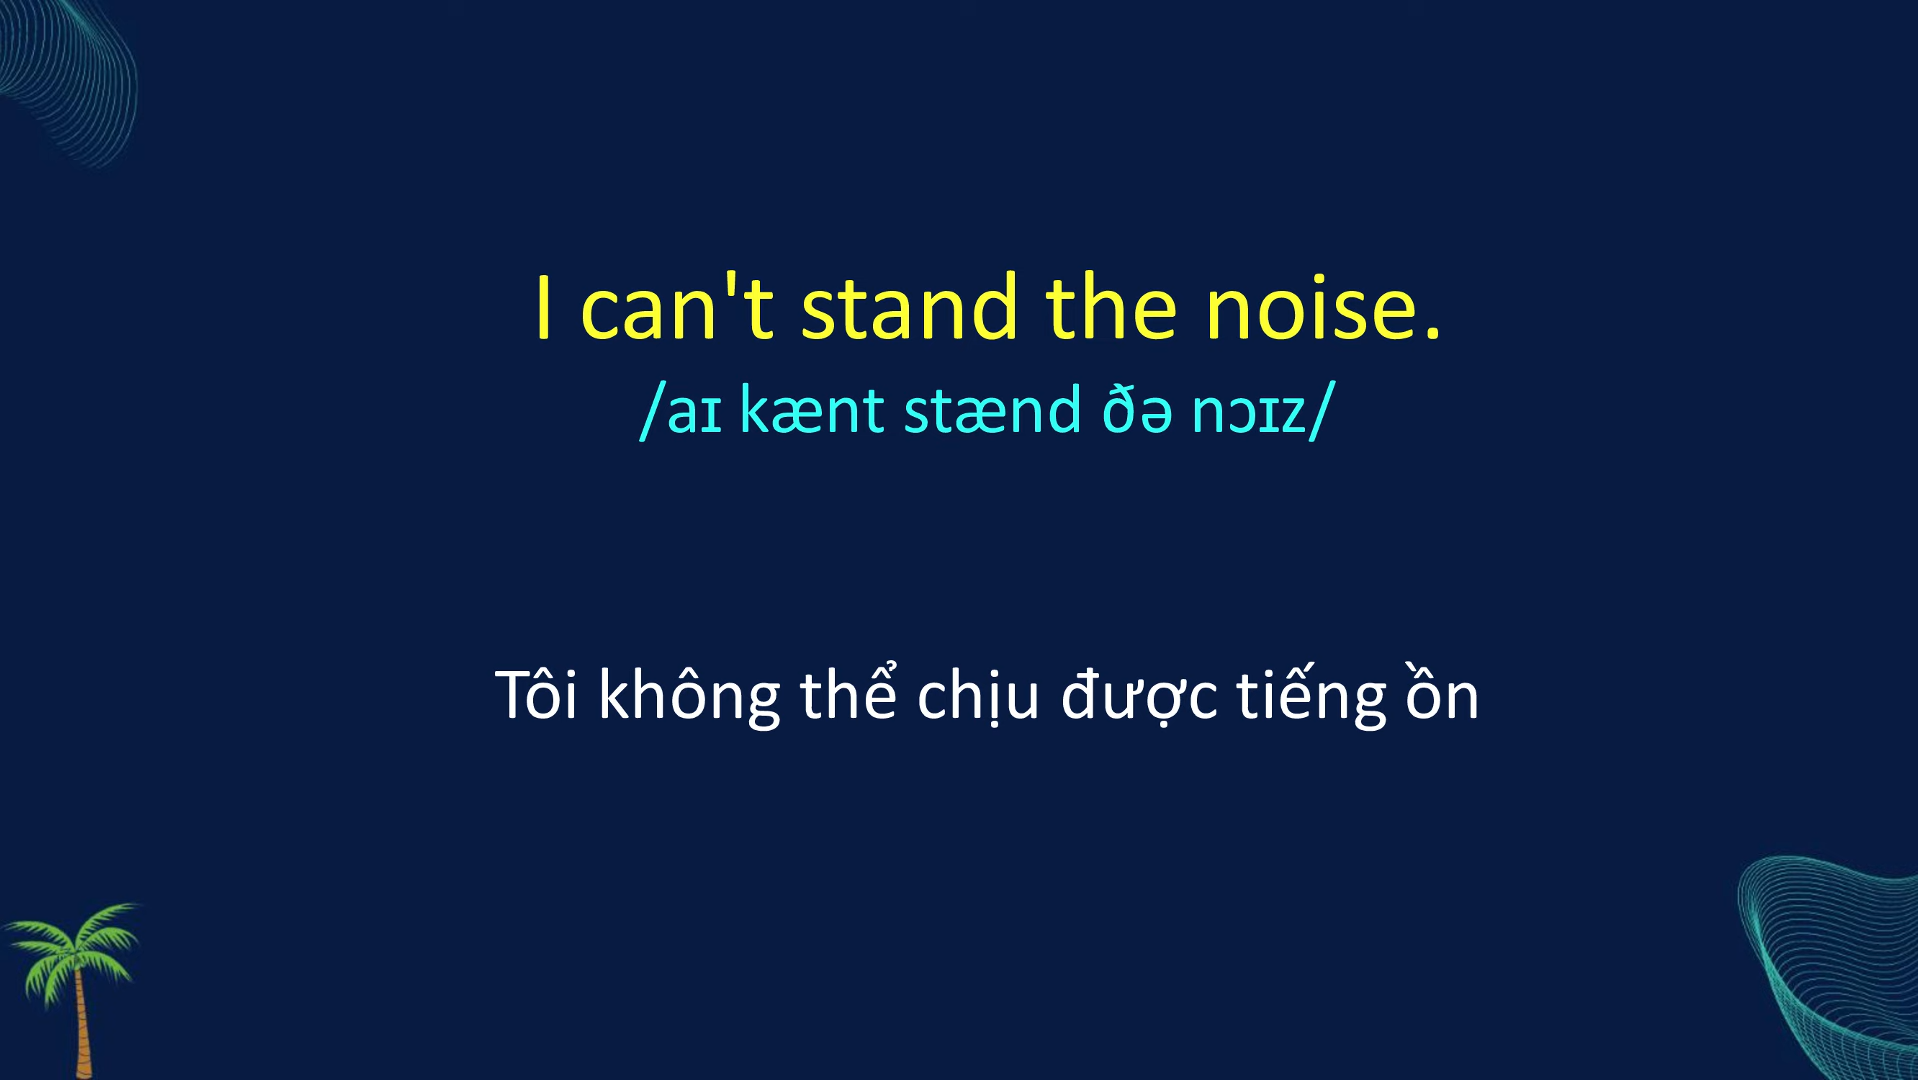 I can't stand the noise.
/aɪ kænt stænd ðə nɔɪz/
Tôi không thể chịu được tiếng ồn